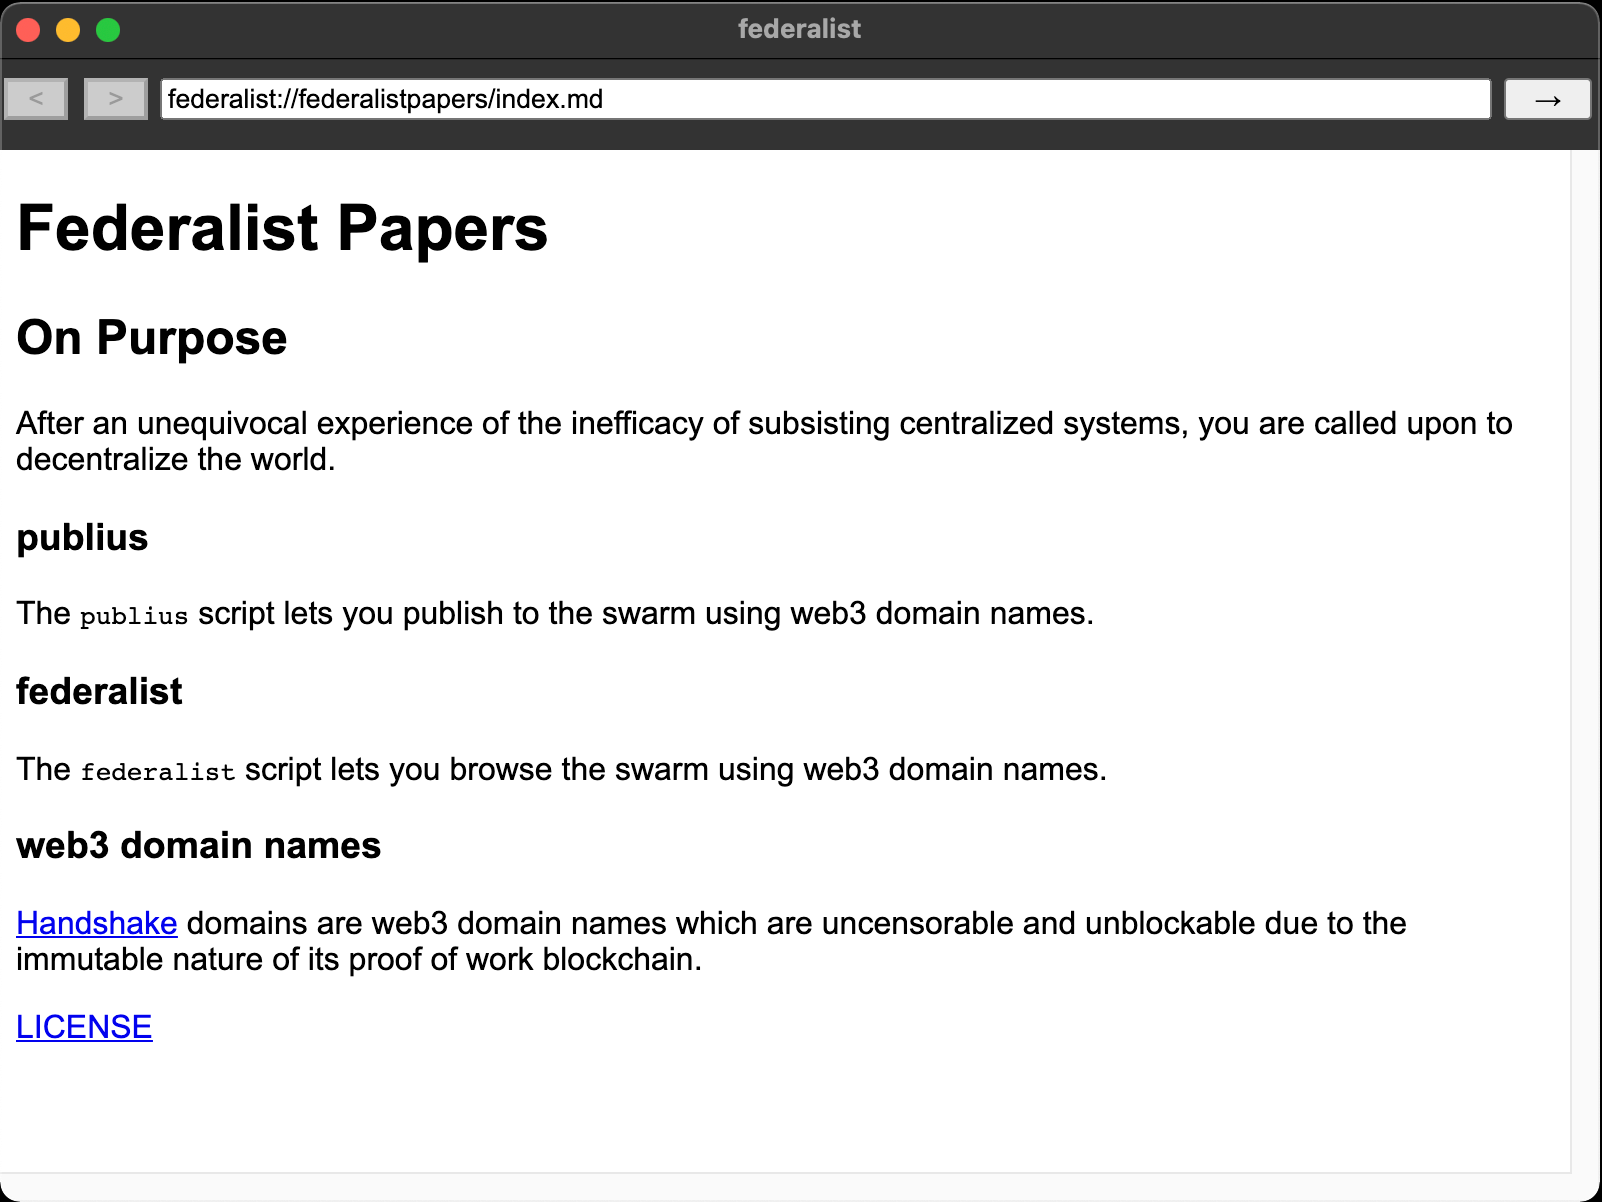 federalist
< > federalist://federalistpapers/index.md →
Federalist Papers
On Purpose
After an unequivocal experience of the inefficacy of subsisting centralized systems, you are called upon to
decentralize the world.
publius
The publius script lets you publish to the swarm using web3 domain names.
federalist
The federalist script lets you browse the swarm using web3 domain names.
web3 domain names
Handshake domains are web3 domain names which are uncensorable and unblockable due to the
immutable nature of its proof of work blockchain.
LICENSE